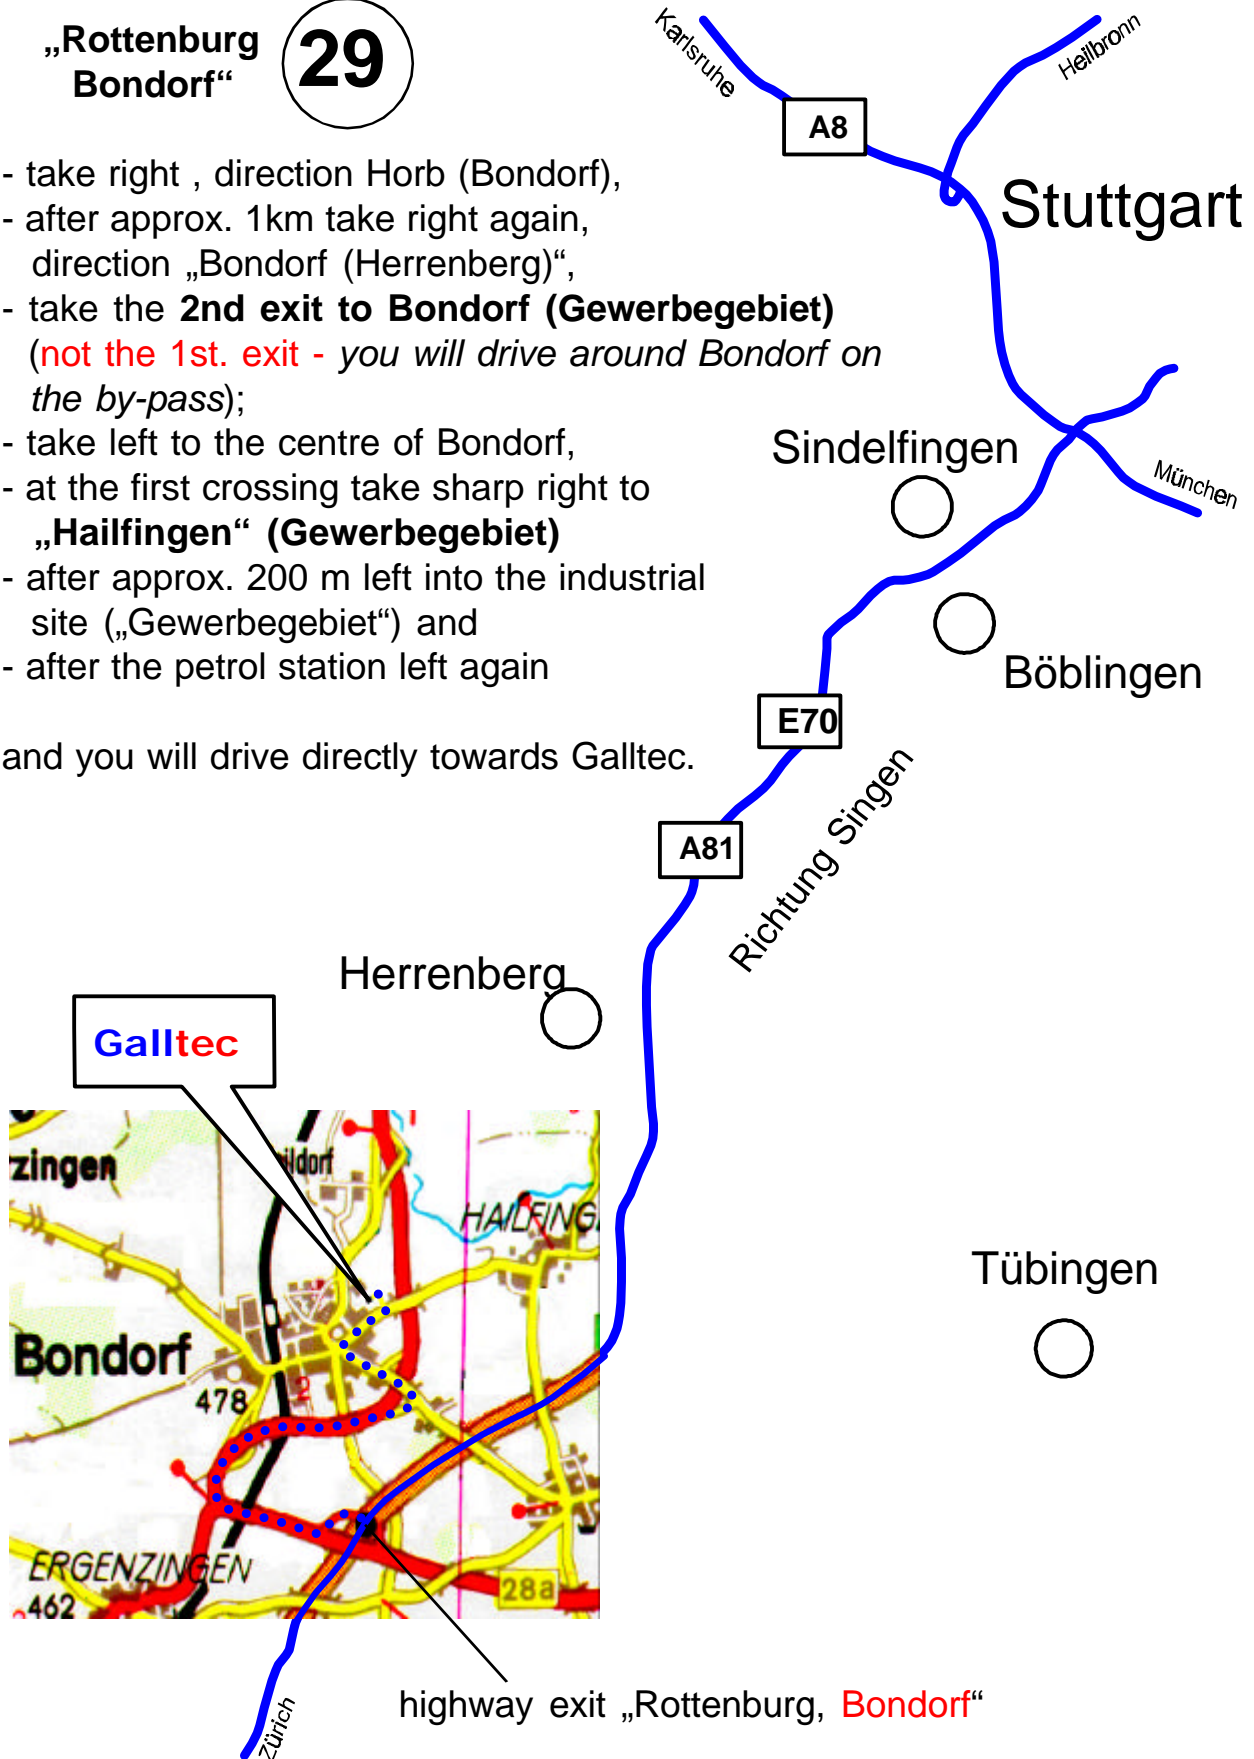 „Rottenburg
Bondorf“
29
- take right , direction Horb (Bondorf),
- after approx. 1km take right again,
direction „Bondorf (Herrenberg)“,
- take the 2nd exit to Bondorf (Gewerbegebiet)
(not the 1st. exit - you will drive around Bondorf on
the by-pass);
- take left to the centre of Bondorf,
- at the first crossing take sharp right to
„Hailfingen“ (Gewerbegebiet)
- after approx. 200 m left into the industrial
site („Gewerbegebiet“) and
- after the petrol station left again
and you will drive directly towards Galltec.
Karlsruhe
Heilbronn
A8
Stuttgart
Sindelfingen
München
Böblingen
E70
Richtung Singen
A81
Herrenberg
Galltec
zingen
ildorf
HAILFING
Tübingen
Bondorf
478
2
ERGENZINGEN
462
28a
highway exit „Rottenburg, Bondorf“
Zürich